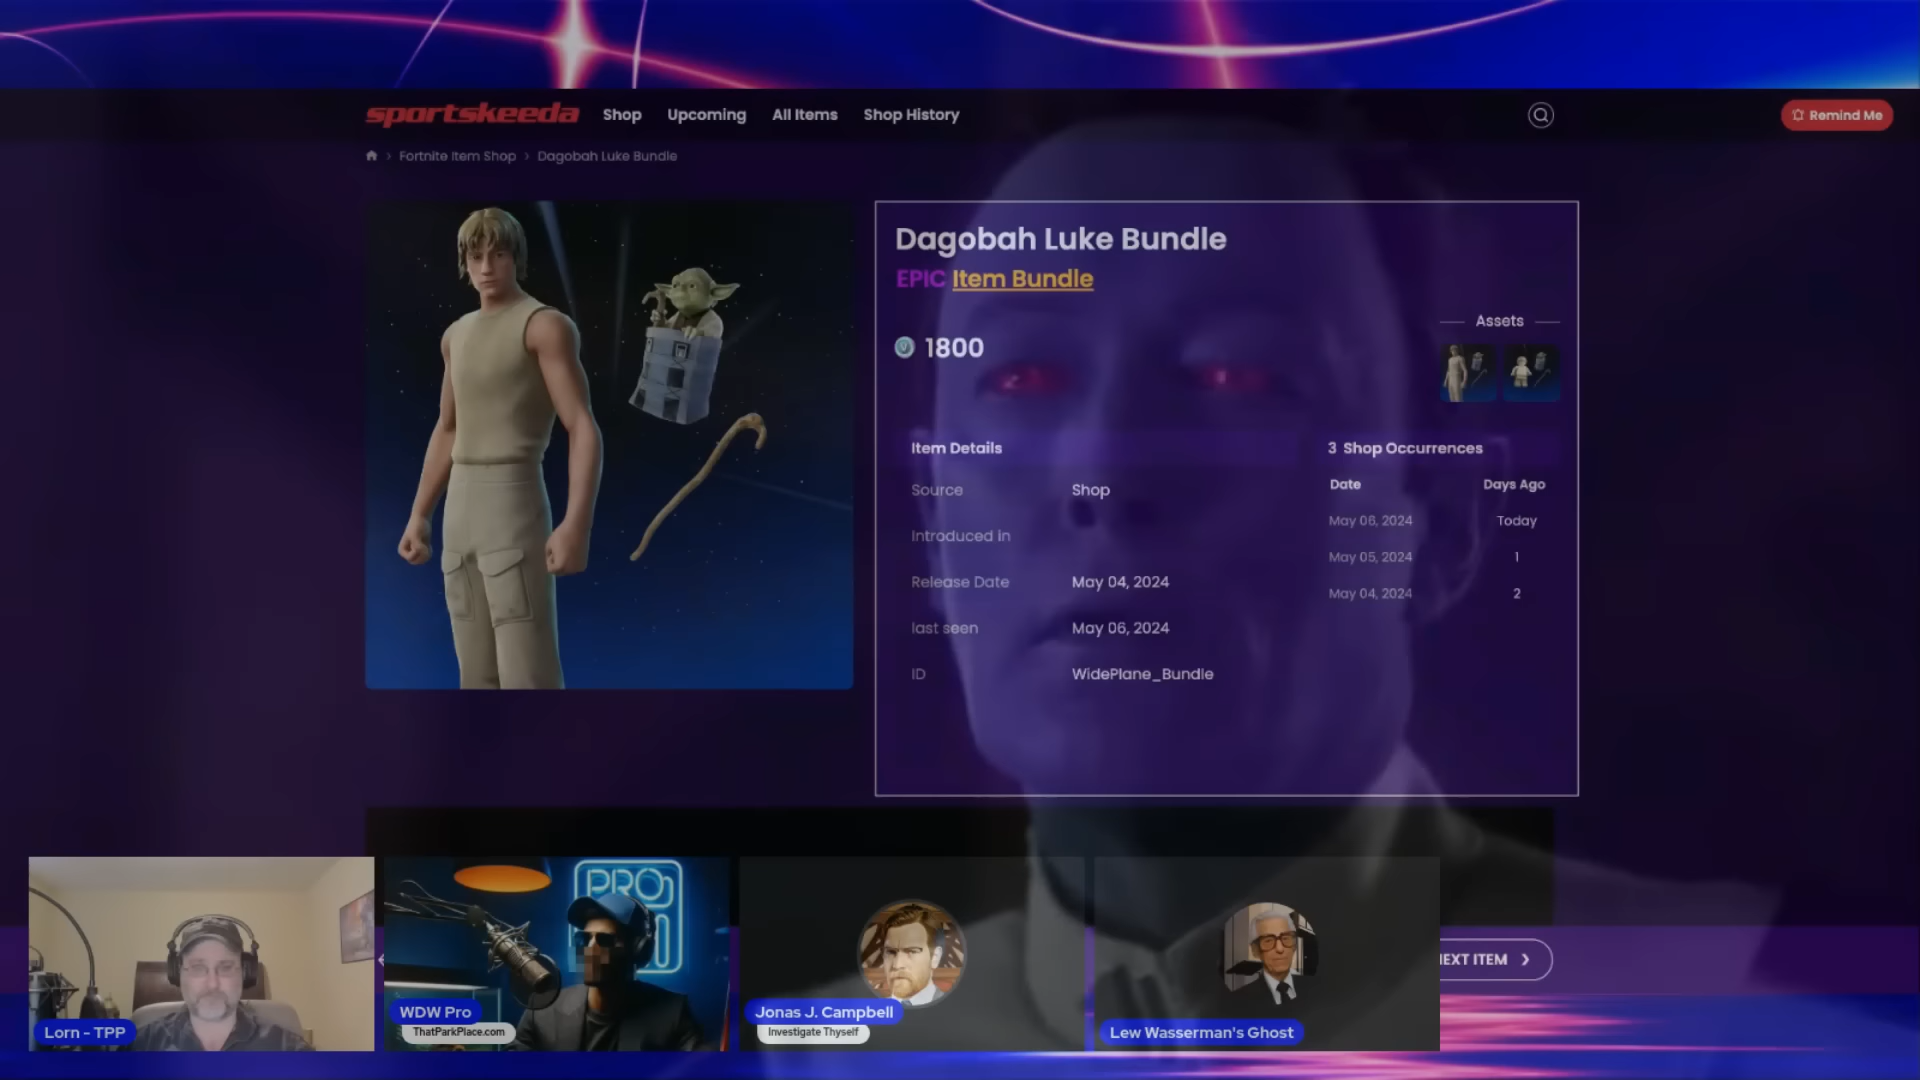 sportskeeda Shop Upcoming All Items Shop History Remind Me
Fortnite Item Shop > Dagobah Luke Bundle
Dagobah Luke Bundle
EPIC Item Bundle
1800
Assets
Item Details
Source Shop
Introduced in
Release Date May 04, 2024
last seen May 06, 2024
ID WidePlane_Bundle
3 Shop Occurrences
Date Days Ago
May 06, 2024 Today
May 05, 2024 1
May 04, 2024 2
EXT ITEM
PRO
Lorn - TPP
WDW Pro
ThatParkPlace.com
Jonas J. Campbell
Investigate Thyself
Lew Wasserman's Ghost